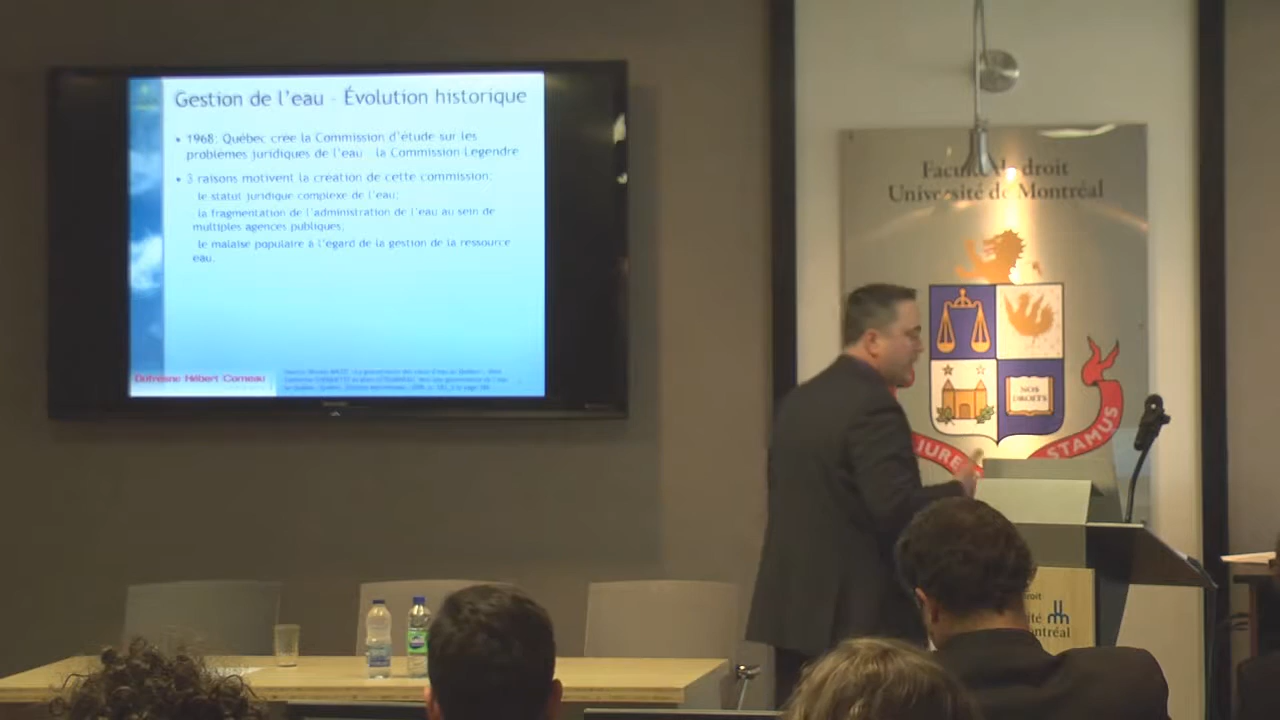 Gestion de l'eau - Évolution historique
• 1968: Québec crée la Commission d'étude sur les
problèmes juridiques de l'eau - la Commission Legendre
• 3 raisons motivent la création de cette commission:
le statut juridique complexe de l'eau;
la fragmentation de l'administration de l'eau au sein de
multiples agences publiques;
le malaise populaire à l'égard de la gestion de la ressource
eau.
Dufresne Hébert Comeau
Faculté de droit
Université de Montréal
NOS
DROITS
IURE
STAMUS